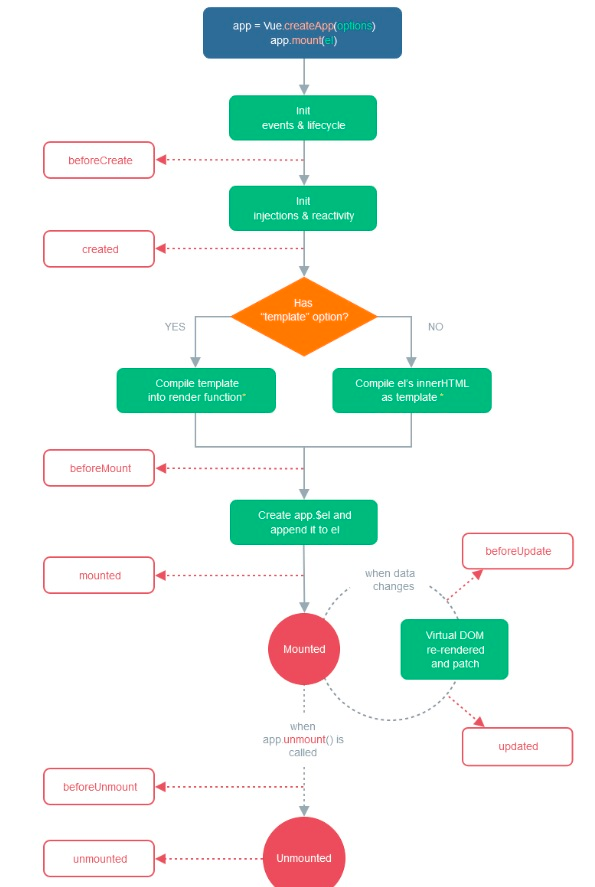 app = Vue.createApp(options)
app.mount(el)
Init
events & lifecycle
beforeCreate
Init
injections & reactivity
created
Has
"template" option?
YES
NO
Compile template
into render function*
Compile el's innerHTML
as template *
beforeMount
Create app.$el and
append it to el
beforeUpdate
mounted
when data
changes
Mounted
Virtual DOM
re-rendered
and patch
when
app.unmount() is
called
updated
beforeUnmount
unmounted
Unmounted